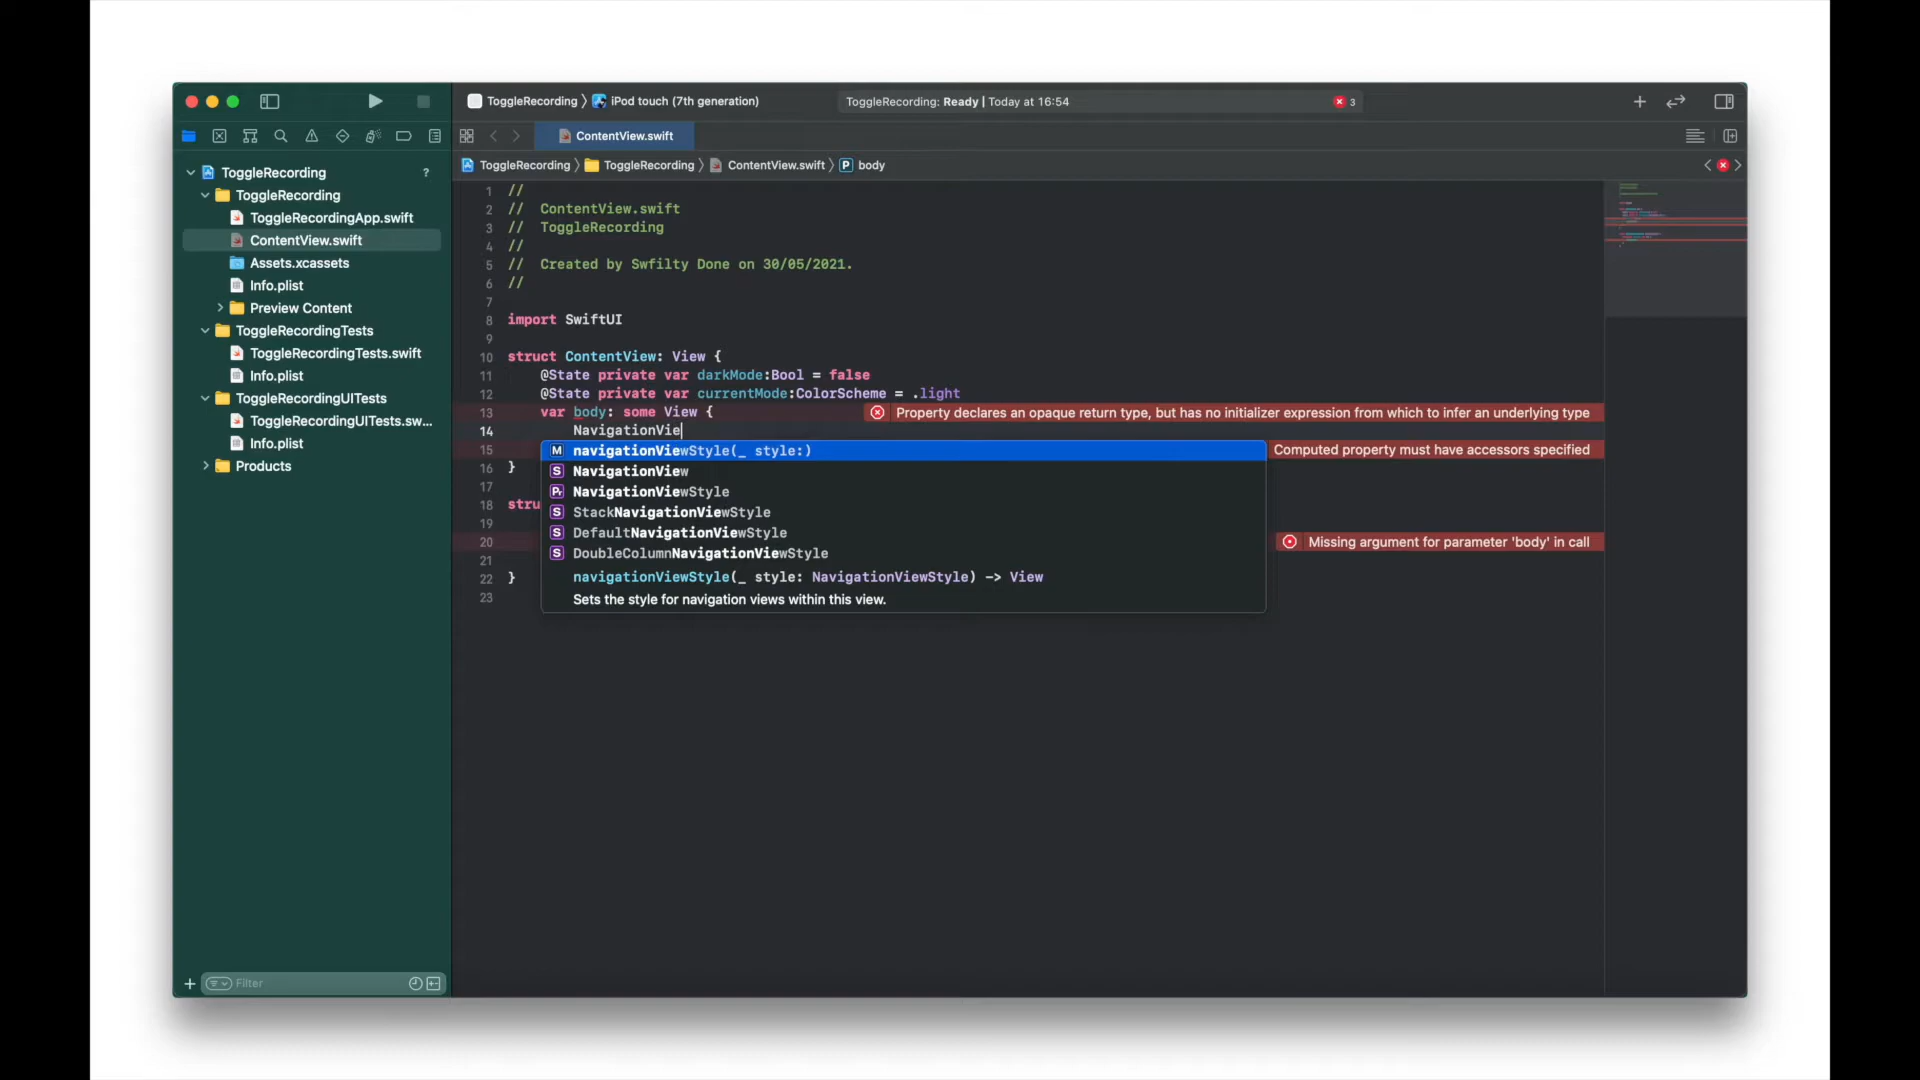 ToggleRecording 〉 iPod touch (7th generation)
ToggleRecording: Ready | Today at 16:54
3
ContentView.swift
ToggleRecording 〉 ToggleRecording 〉 ContentView.swift 〉 P body
ToggleRecording ?
ToggleRecording
ToggleRecordingApp.swift
ContentView.swift
Assets.xcassets
Info.plist
Preview Content
ToggleRecordingTests
ToggleRecordingTests.swift
Info.plist
ToggleRecordingUITests
ToggleRecordingUITests.sw...
Info.plist
Products
Filter
1 //
2 //  ContentView.swift
3 //  ToggleRecording
4 //
5 //  Created by Swfilty Done on 30/05/2021.
6 //
7
8 import SwiftUI
9
10 struct ContentView: View {
11     @State private var darkMode:Bool = false
12     @State private var currentMode:ColorScheme = .light
13     var body: some View { Property declares an opaque return type, but has no initializer expression from which to infer an underlying type
14         NavigationVie
15 Computed property must have accessors specified
16 }
17
18 stru
19
20 Missing argument for parameter 'body' in call
21
22 }
23
M navigationViewStyle(_ style:)
S NavigationView
Pr NavigationViewStyle
S StackNavigationViewStyle
S DefaultNavigationViewStyle
S DoubleColumnNavigationViewStyle
navigationViewStyle(_ style: NavigationViewStyle) -> View
Sets the style for navigation views within this view.